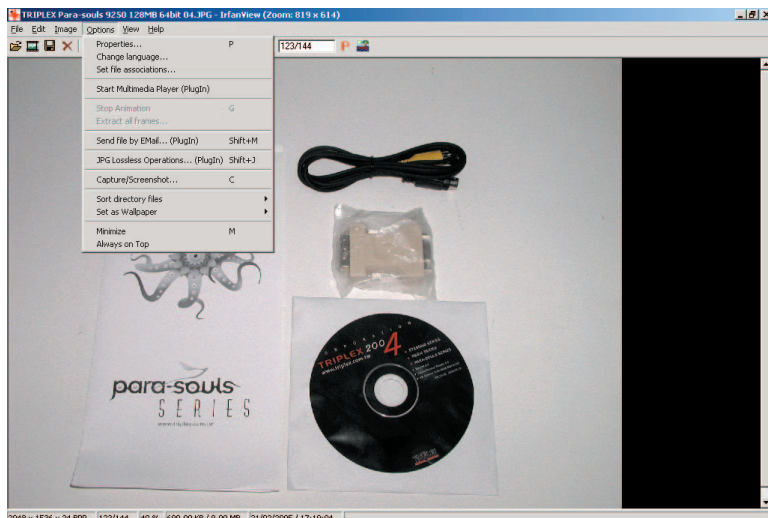 TRIPLEX Para-souls 9250 128MB 64bit 04.JPG - IrfanView (Zoom: 819 x 614)
File Edit Image Options View Help
123/144
Properties... P
Change language...
Set file associations...
Start Multimedia Player (PlugIn)
Stop Animation G
Extract all frames...
Send file by EMail... (PlugIn) Shift+M
JPG Lossless Operations... (PlugIn) Shift+J
Capture/Screenshot... C
Sort directory files
Set as Wallpaper
Minimize M
Always on Top
CORPORATION
TRIPLEX 2004
www.triplex.com.tw
para-souls
SERIES
123/144